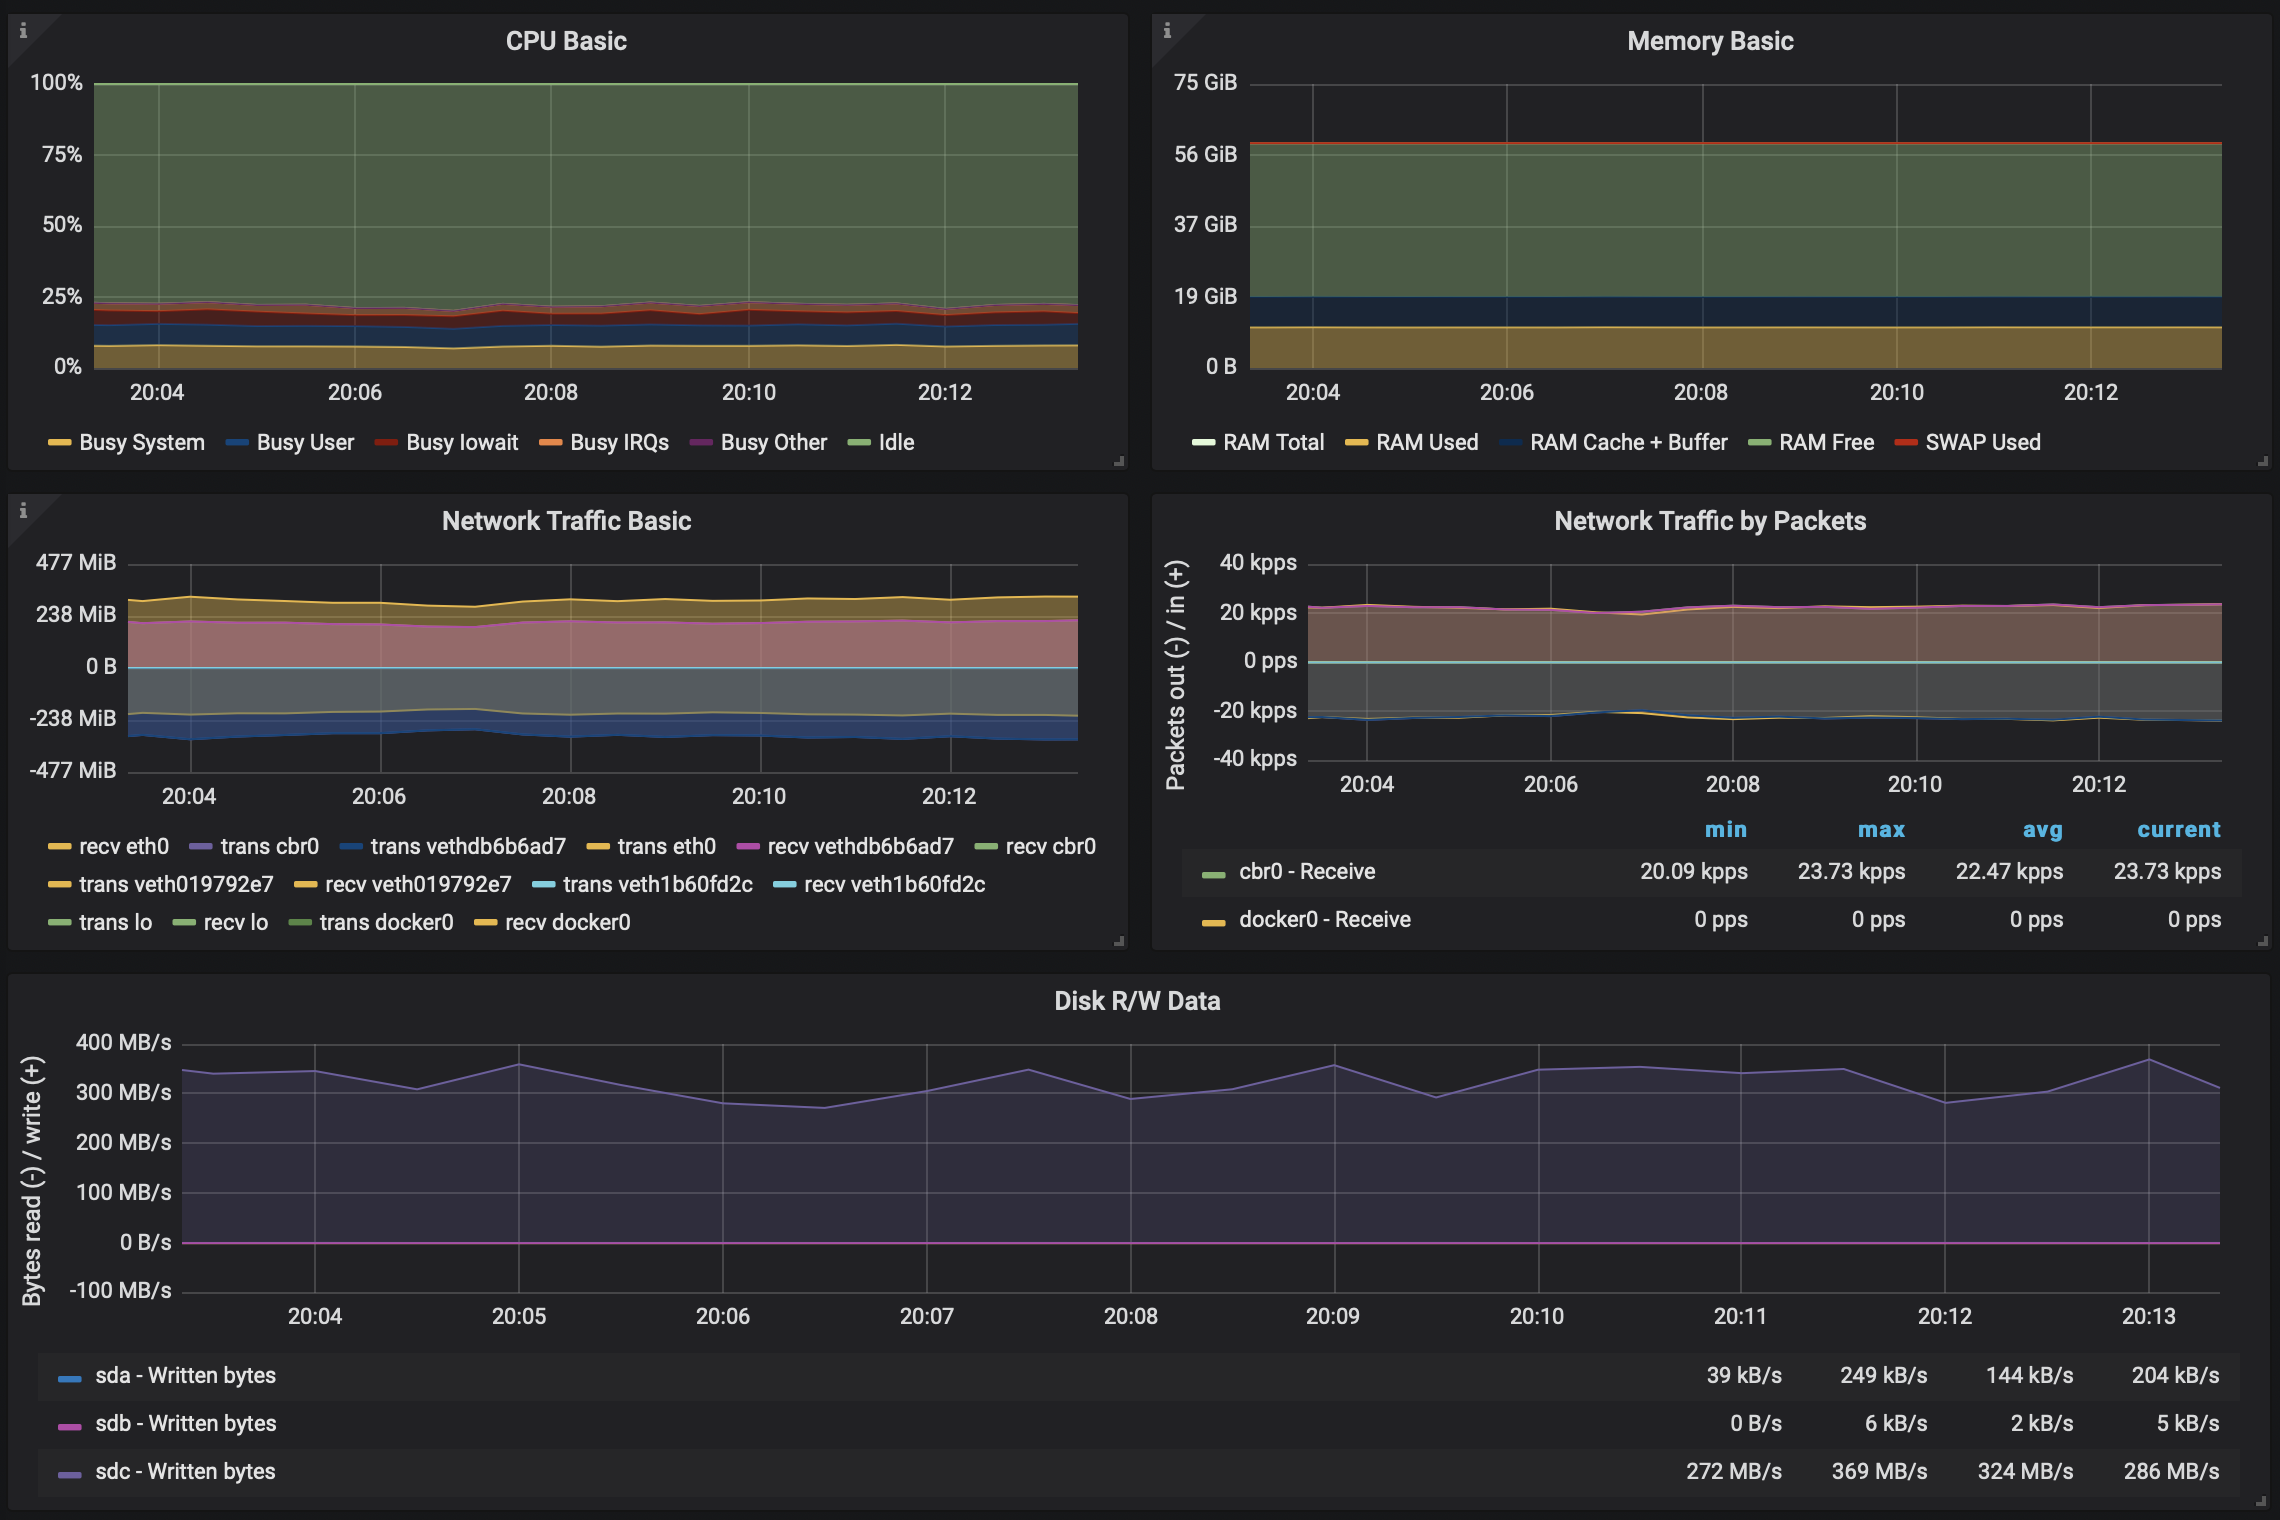 CPU Basic
100%
75%
50%
25%
0%
20:04 20:06 20:08 20:10 20:12
Busy System Busy User Busy Iowait Busy IRQs Busy Other Idle
Memory Basic
75 GiB
56 GiB
37 GiB
19 GiB
0 B
20:04 20:06 20:08 20:10 20:12
RAM Total RAM Used RAM Cache + Buffer RAM Free SWAP Used
Network Traffic Basic
477 MiB
238 MiB
0 B
-238 MiB
-477 MiB
20:04 20:06 20:08 20:10 20:12
recv eth0 trans cbr0 trans vethdb6b6ad7 trans eth0 recv vethdb6b6ad7 recv cbr0
trans veth019792e7 recv veth019792e7 trans veth1b60fd2c recv veth1b60fd2c
trans lo recv lo trans docker0 recv docker0
Network Traffic by Packets
Packets out (-) / in (+)
40 kpps
20 kpps
0 pps
-20 kpps
-40 kpps
20:04 20:06 20:08 20:10 20:12
min max avg current
cbr0 - Receive 20.09 kpps 23.73 kpps 22.47 kpps 23.73 kpps
docker0 - Receive 0 pps 0 pps 0 pps 0 pps
Disk R/W Data
Bytes read (-) / write (+)
400 MB/s
300 MB/s
200 MB/s
100 MB/s
0 B/s
-100 MB/s
20:04 20:05 20:06 20:07 20:08 20:09 20:10 20:11 20:12 20:13
sda - Written bytes 39 kB/s 249 kB/s 144 kB/s 204 kB/s
sdb - Written bytes 0 B/s 6 kB/s 2 kB/s 5 kB/s
sdc - Written bytes 272 MB/s 369 MB/s 324 MB/s 286 MB/s